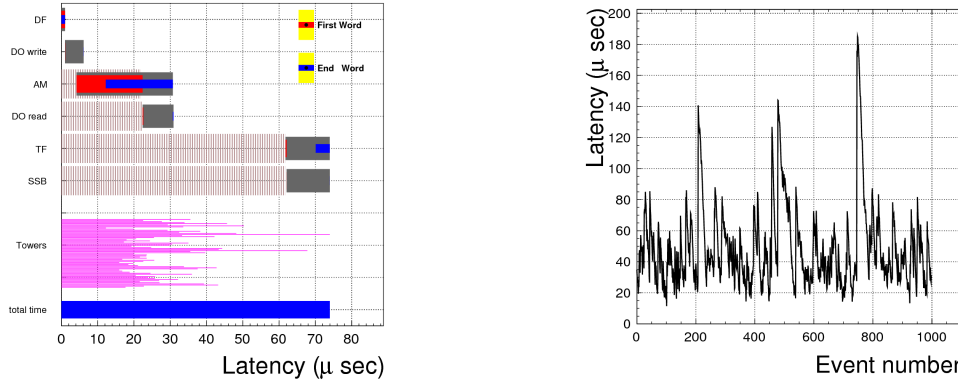 DF
DO write
AM
DO read
TF
SSB
Towers
total time
First Word
End Word
0 10 20 30 40 50 60 70 80
Latency (μ sec)
Latency (μ sec)
200
180
160
140
120
100
80
60
40
20
0
0 200 400 600 800 1000
Event number